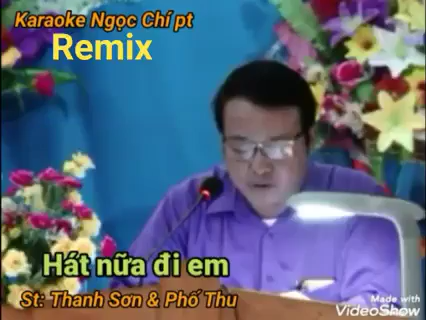 Karaoke Ngọc Chí pt
Remix
Hát nữa đi em
St: Thanh Sơn & Phố Thu
Made with
VideoShow